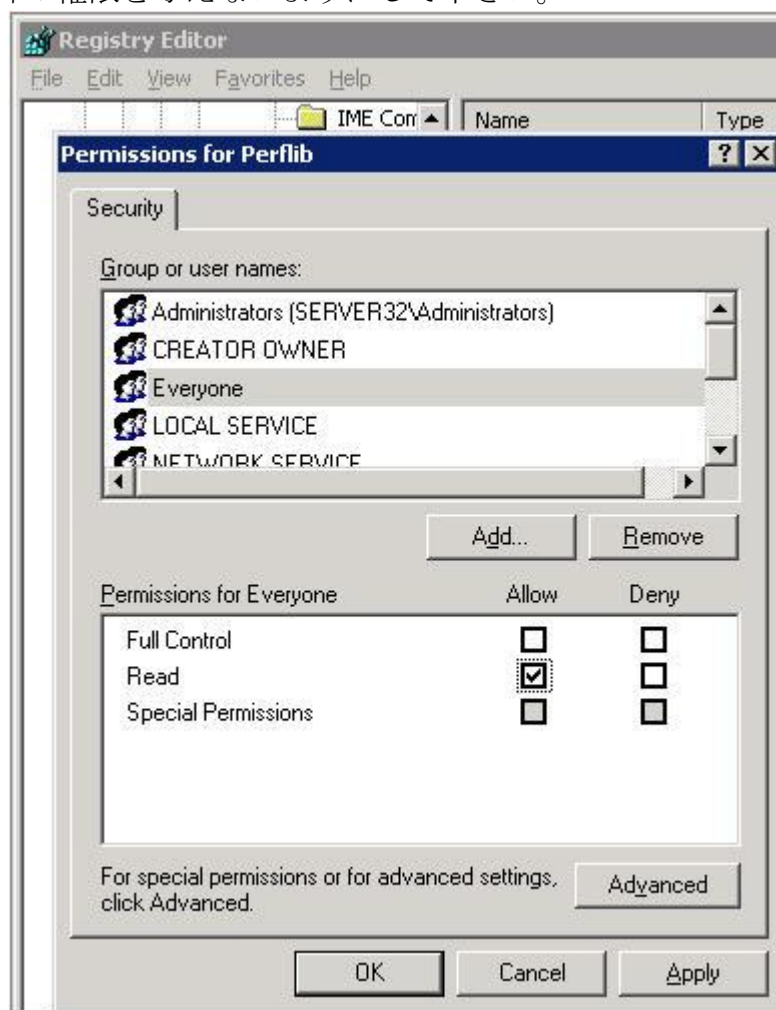 Registry Editor
File Edit View Favorites Help
IME Com
Name Type
Permissions for Perflib
Security
Group or user names:
Administrators (SERVER32\Administrators)
CREATOR OWNER
Everyone
LOCAL SERVICE
NETWORK SERVICE
Add... Remove
Permissions for Everyone Allow Deny
Full Control
Read
Special Permissions
For special permissions or for advanced settings,
click Advanced.
Advanced
OK Cancel Apply